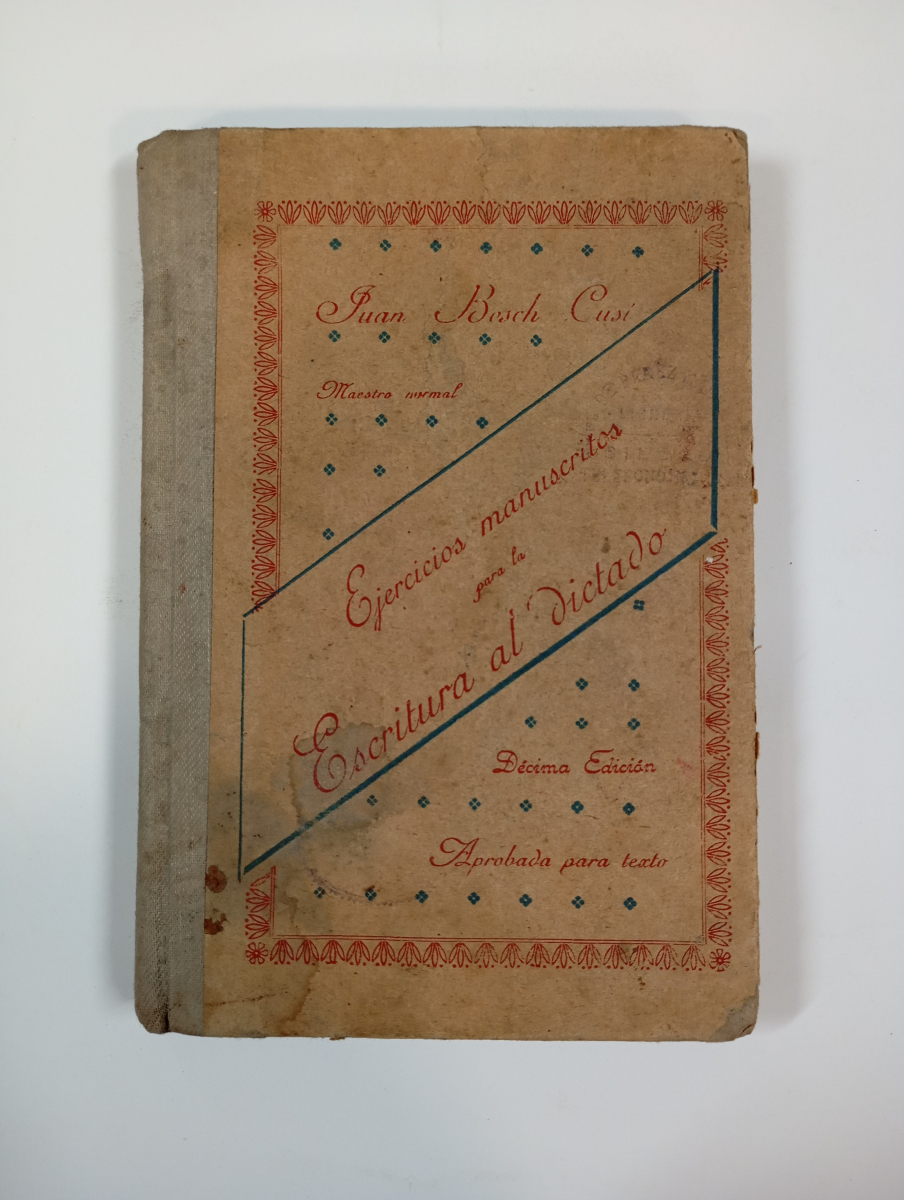 Juan Bosch Cusí
Maestro normal
Ejercicios manuscritos
para la
Escritura al dictado
Décima Edición
Aprobada para texto